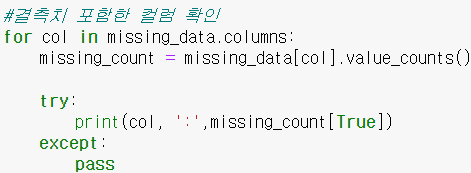 #결측치 포함한 컬럼 확인
for col in missing_data.columns:
    missing_count = missing_data[col].value_counts()

    try:
        print(col, ':',missing_count[True])
    except:
        pass